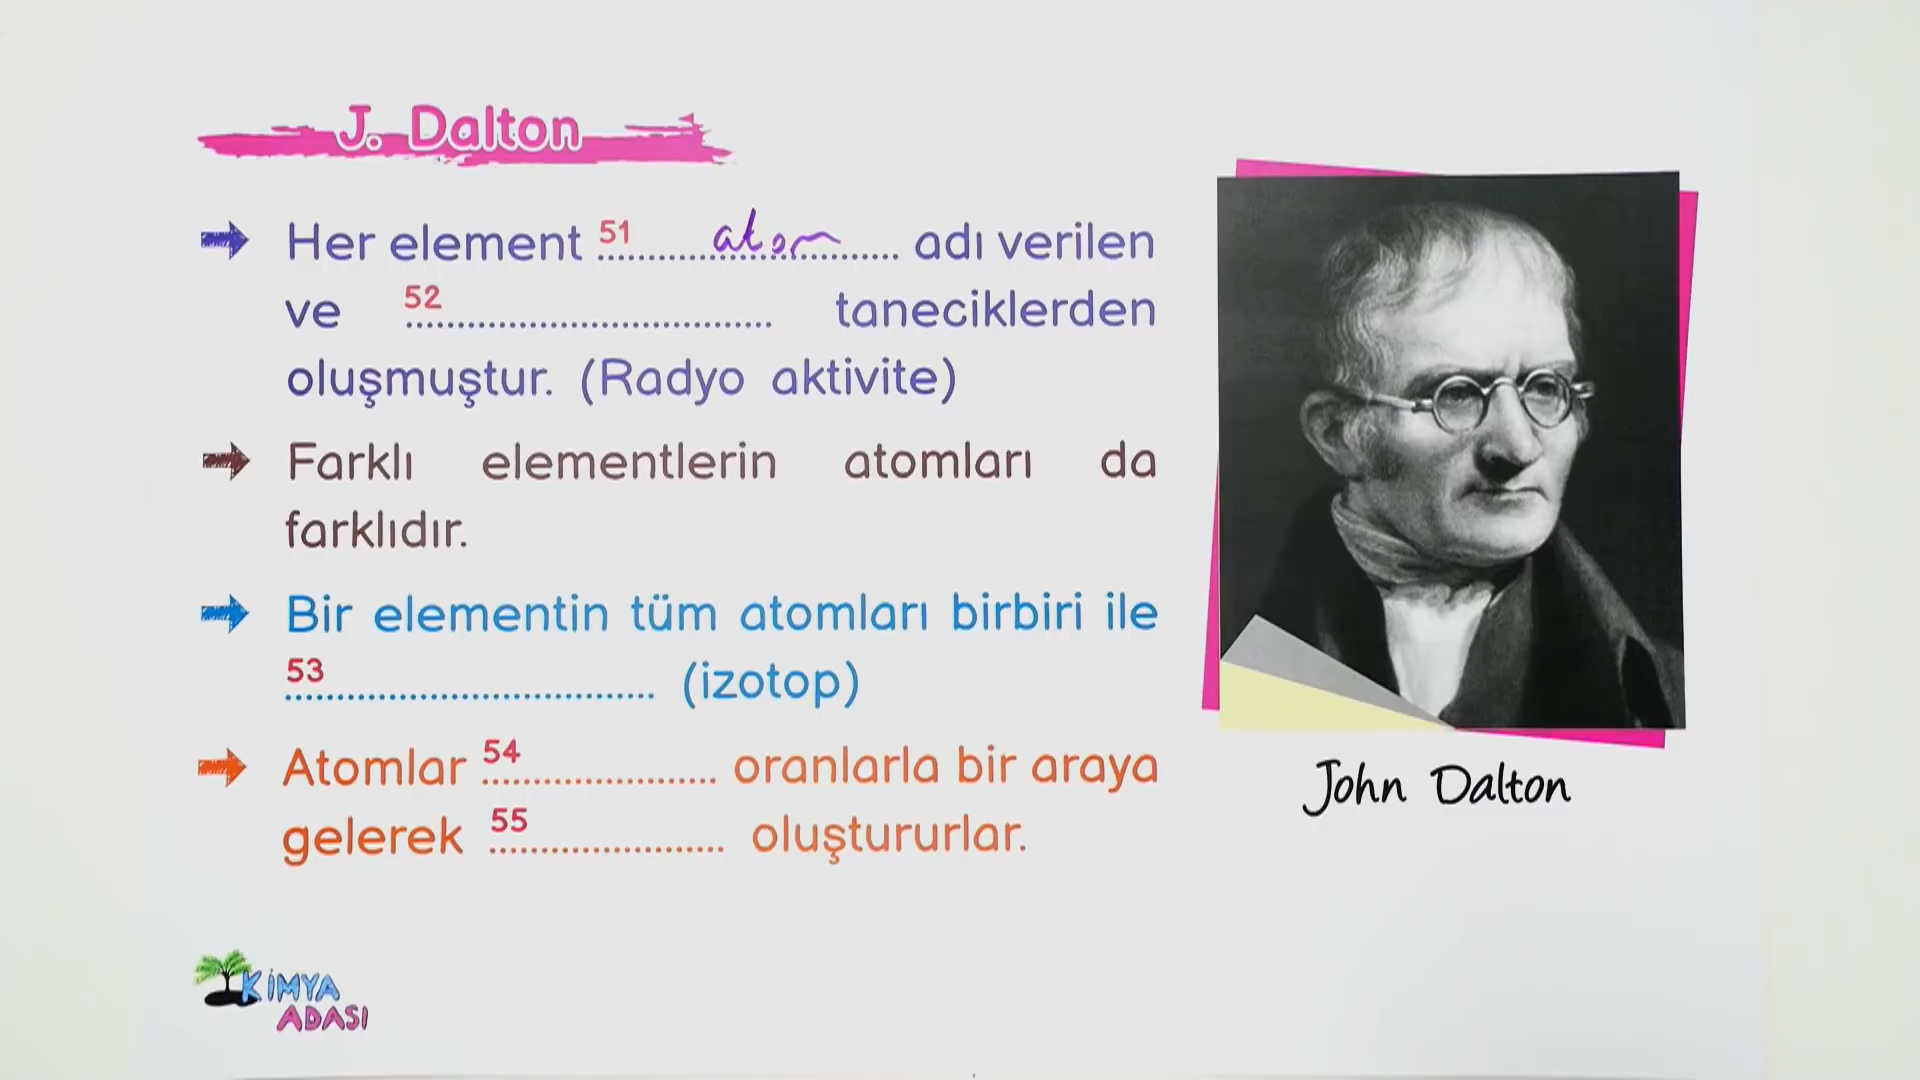 J. Dalton
Her element 51 atom adı verilen
ve 52 taneciklerden
oluşmuştur. (Radyo aktivite)
Farklı elementlerin atomları da
farklıdır.
Bir elementin tüm atomları birbiri ile
53 (izotop)
Atomlar 54 oranlarla bir araya
gelerek 55 oluştururlar.
John Dalton
KİMYA
ADASI